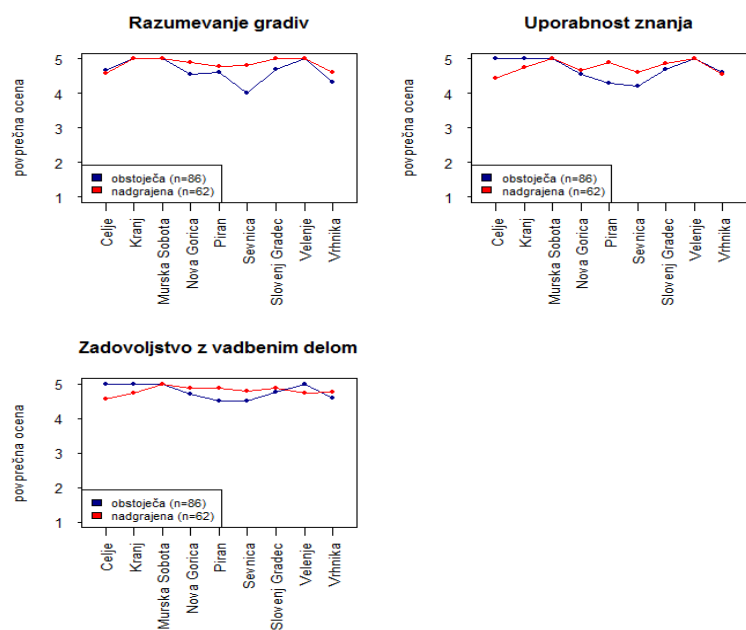 Razumevanje gradiv
povprečna ocena
5
4
3
2
1
obstoječa (n=86)
nadgrajena (n=62)
Celje
Kranj
Murska Sobota
Nova Gorica
Piran
Sevnica
Slovenj Gradec
Velenje
Vrhnika
Uporabnost znanja
povprečna ocena
5
4
3
2
1
obstoječa (n=86)
nadgrajena (n=62)
Celje
Kranj
Murska Sobota
Nova Gorica
Piran
Sevnica
Slovenj Gradec
Velenje
Vrhnika
Zadovoljstvo z vadbenim delom
povprečna ocena
5
4
3
2
1
obstoječa (n=86)
nadgrajena (n=62)
Celje
Kranj
Murska Sobota
Nova Gorica
Piran
Sevnica
Slovenj Gradec
Velenje
Vrhnika